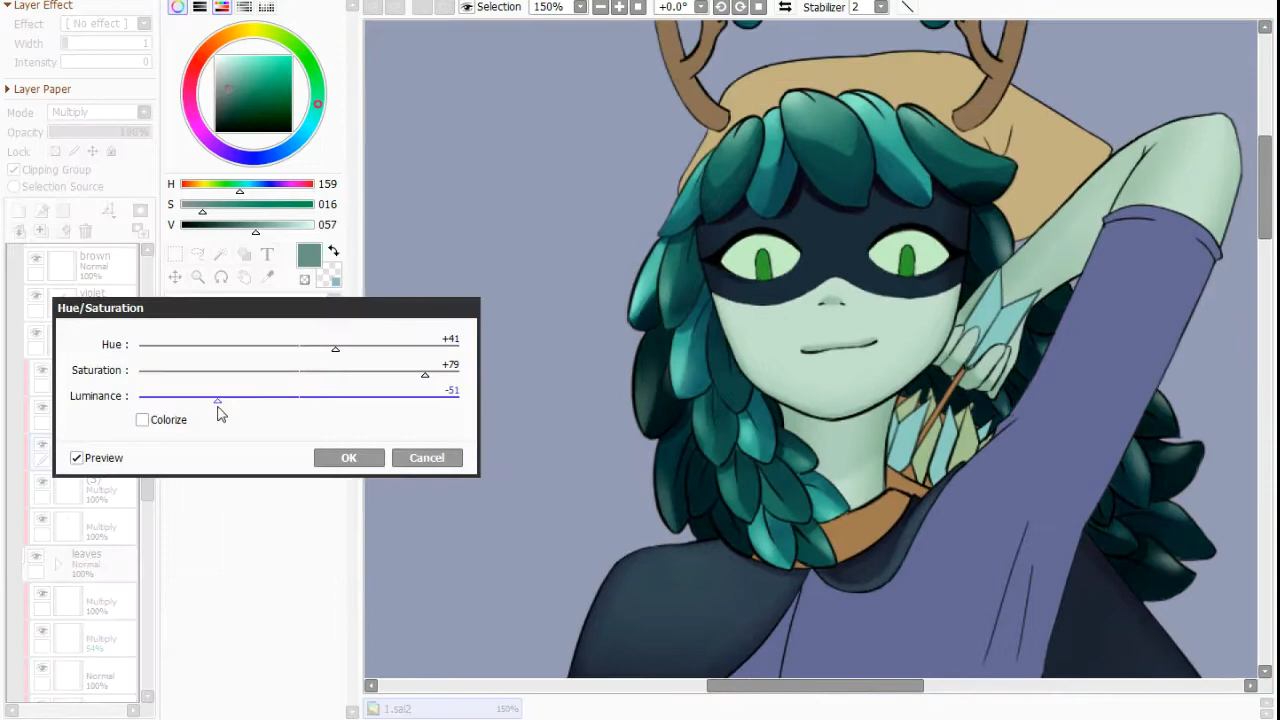 Layer Effect
Effect [ No effect ]
Width 1
Intensity 0
Layer Paper
Mode Multiply
Opacity 100%
Lock
Clipping Group
Selection Source
H 159
S 016
V 057
T
Selection 150% +0.0° Stabilizer 2
brown
Normal
100%
violet
Hue/Saturation
Hue : +41
Saturation : +79
Luminance : -51
Colorize
Preview OK Cancel
(3)
Multiply
100%
Multiply
100%
leaves
Normal
100%
Multiply
100%
Multiply
54%
Normal
100%
1.sai2 150%